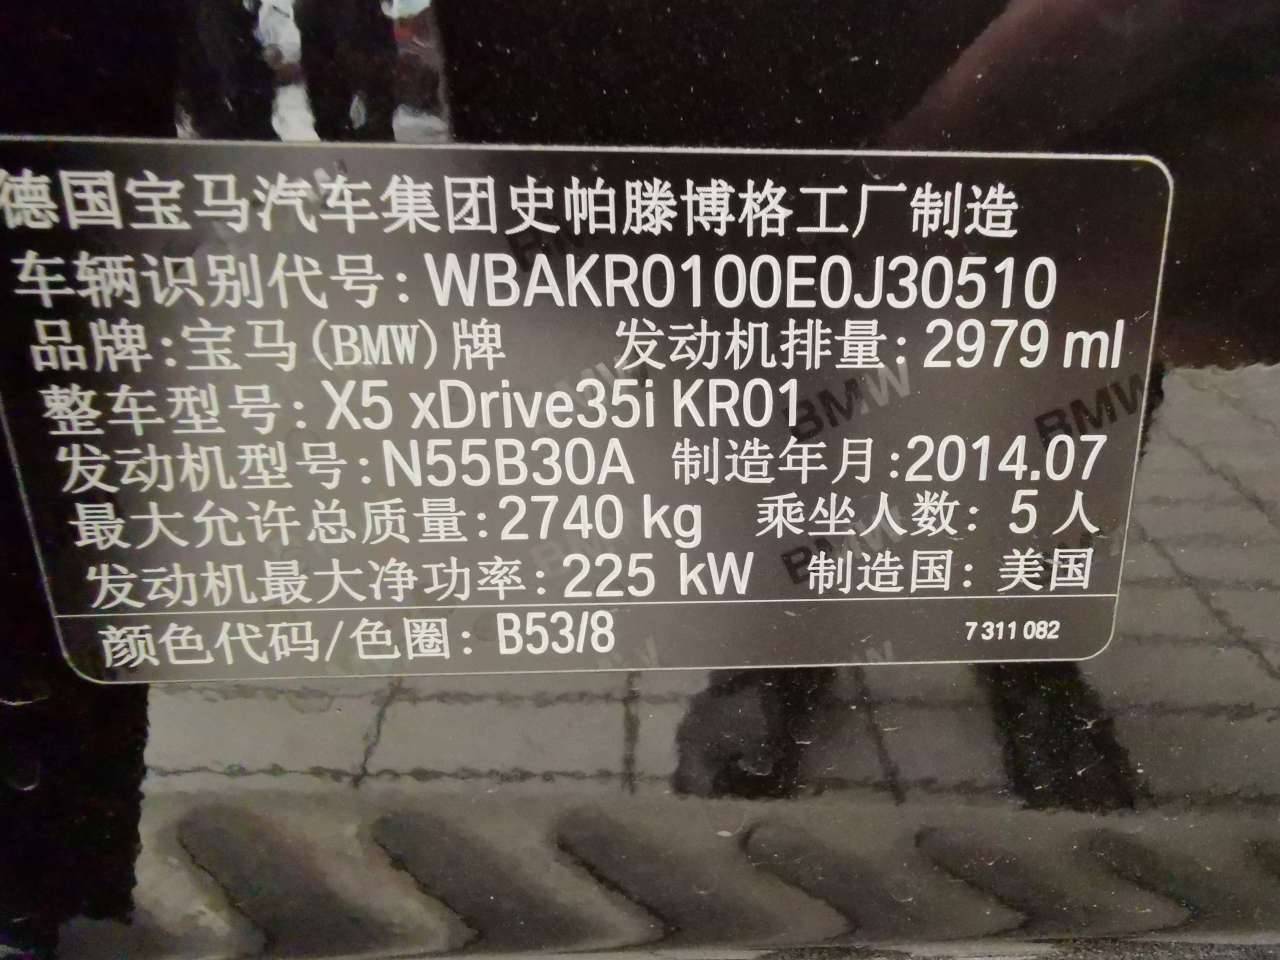 德国宝马汽车集团史帕滕博格工厂制造
车辆识别代号:WBAKR0100E0J30510
品牌:宝马(BMW)牌 发动机排量:2979 ml
整车型号:X5 xDrive35i KR01
发动机型号:N55B30A 制造年月:2014.07
最大允许总质量:2740 kg 乘坐人数: 5 人
发动机最大净功率:225 kW 制造国: 美国
颜色代码/色圈: B53/8 7 311 082